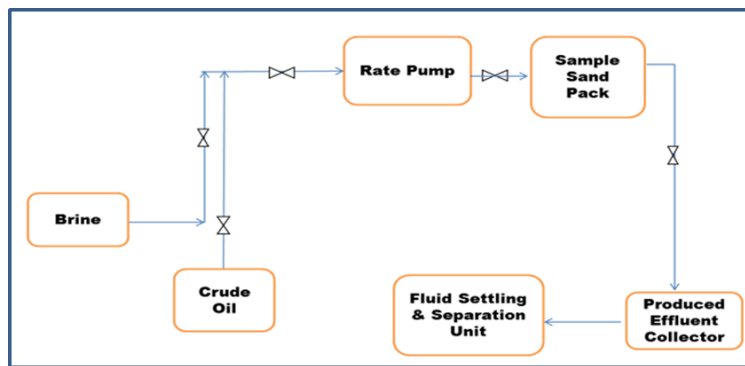 Brine
Crude
Oil
Rate Pump
Sample
Sand
Pack
Produced
Effluent
Collector
Fluid Settling
& Separation
Unit